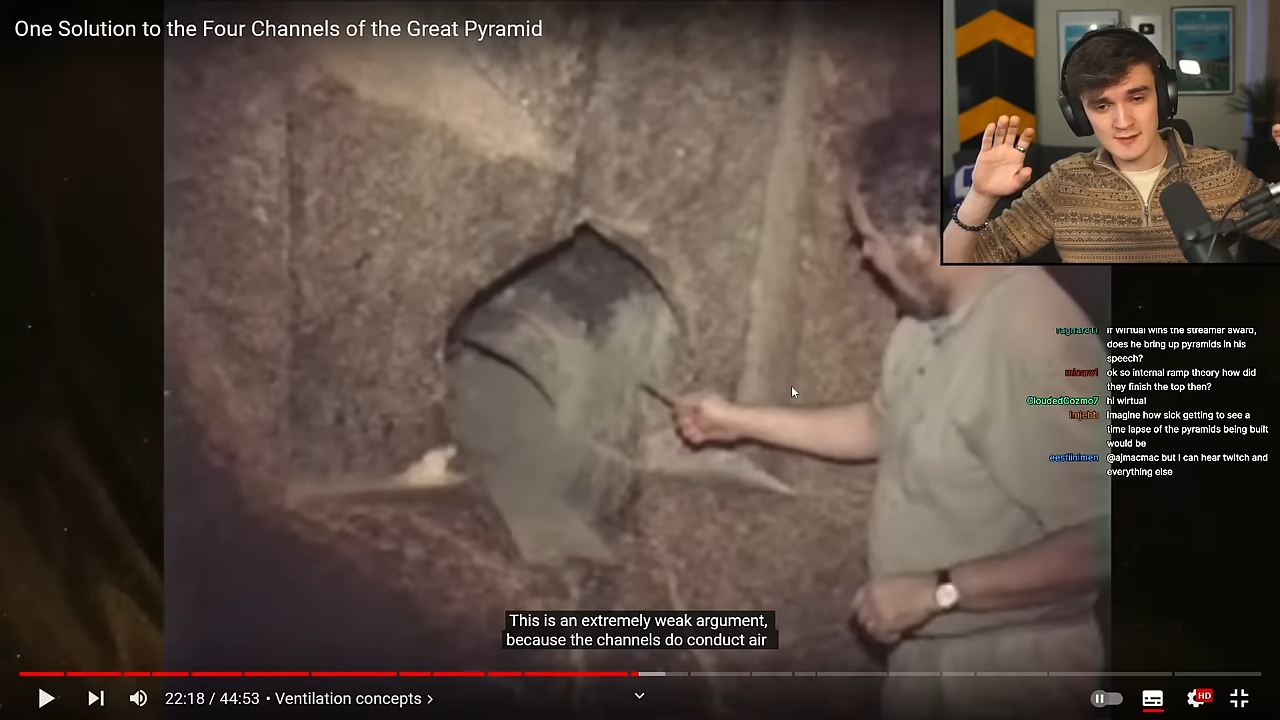 One Solution to the Four Channels of the Great Pyramid
if wirtual wins the streamer award,
does he bring up pyramids in his
speech?
ok so internal ramp theory how did
they finish the top then?
CloudedCozmo7 hi wirtual
imjebb imagine how sick getting to see a
time lapse of the pyramids being built
would be
eestiinimen @ajmacmac but I can hear twitch and
everything else
This is an extremely weak argument,
because the channels do conduct air
22:18 / 44:53 • Ventilation concepts
HD